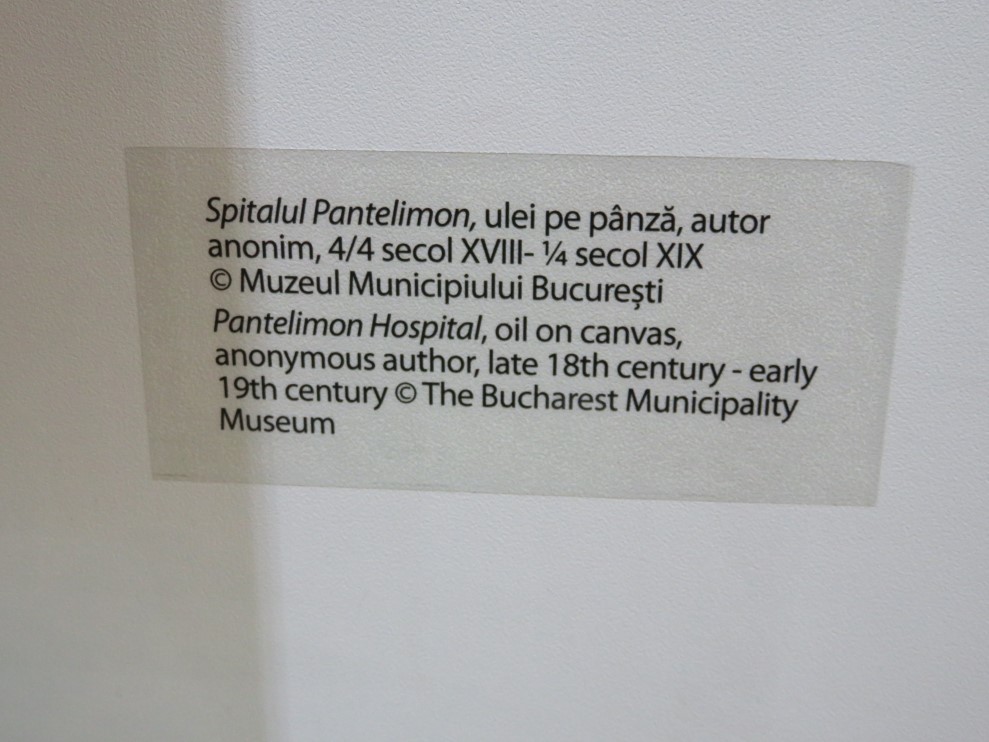 Spitalul Pantelimon, ulei pe pânză, autor
anonim, 4/4 secol XVIII- ¼ secol XIX
© Muzeul Municipiului București
Pantelimon Hospital, oil on canvas,
anonymous author, late 18th century - early
19th century © The Bucharest Municipality
Museum